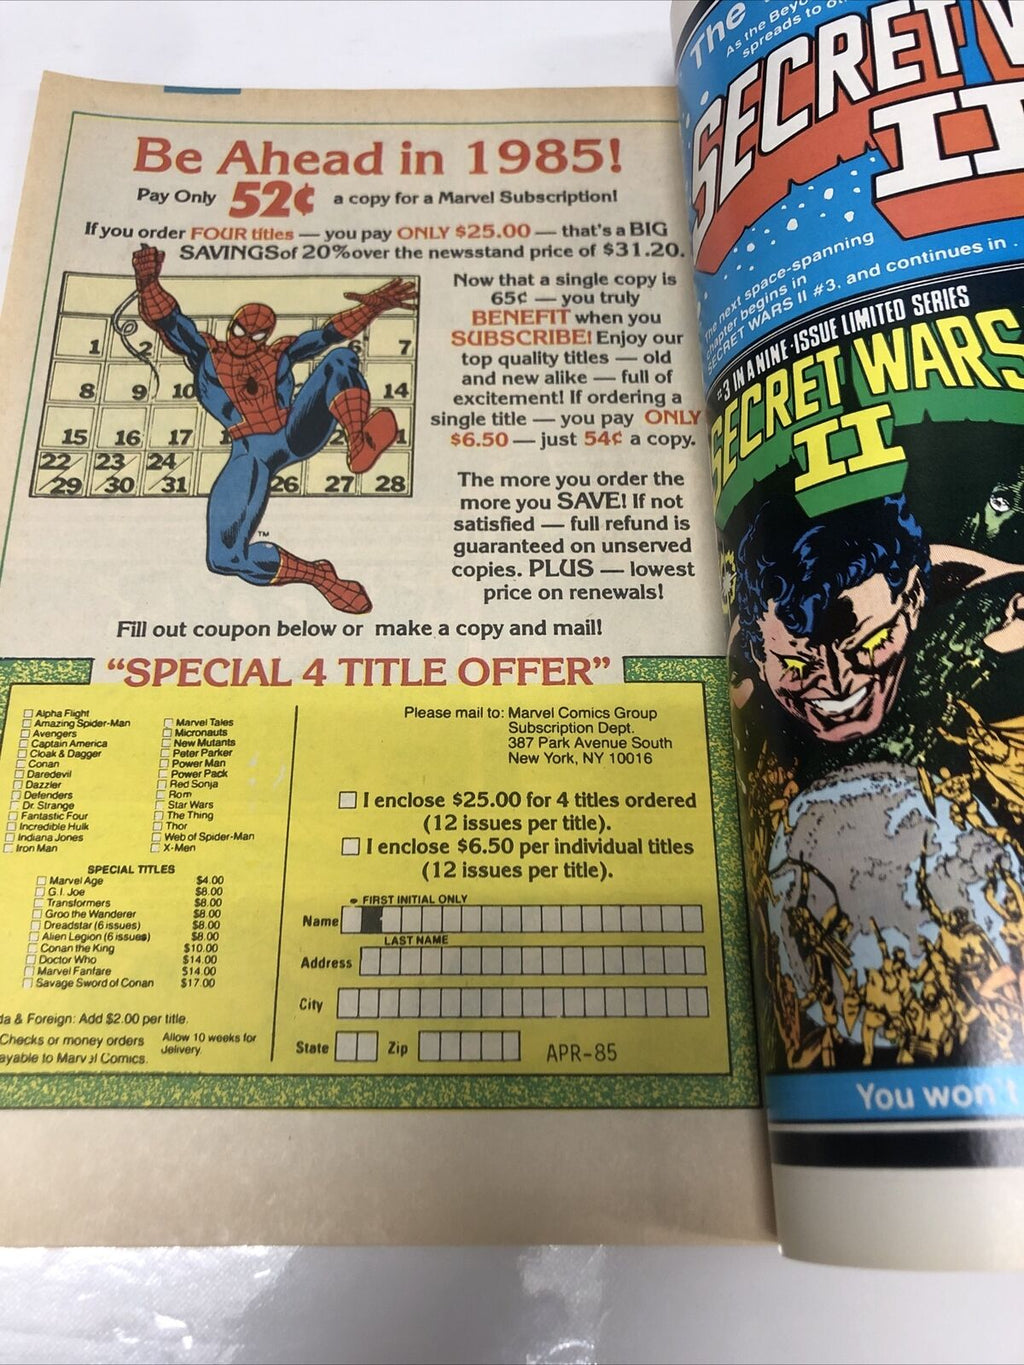 Be Ahead in 1985!
Pay Only 52¢ a copy for a Marvel Subscription!
If you order FOUR titles — you pay ONLY $25.00 — that's a BIG
SAVINGS of 20% over the newsstand price of $31.20.
1 2 6 7
8 9 10 14
15 16 17
22/29 23/30 24/31 26 27 28
TM
Now that a single copy is
65¢ — you truly
BENEFIT when you
SUBSCRIBE! Enjoy our
top quality titles — old
and new alike — full of
excitement! If ordering a
single title — you pay ONLY
$6.50 — just 54¢ a copy.
The more you order the
more you SAVE! If not
satisfied — full refund is
guaranteed on unserved
copies. PLUS — lowest
price on renewals!
Fill out coupon below or make a copy and mail!
"SPECIAL 4 TITLE OFFER"
Alpha Flight
Amazing Spider-Man
Avengers
Captain America
Cloak & Dagger
Conan
Daredevil
Dazzler
Defenders
Dr. Strange
Fantastic Four
Incredible Hulk
Indiana Jones
Iron Man
Marvel Tales
Micronauts
New Mutants
Peter Parker
Power Man
Power Pack
Red Sonja
Rom
Star Wars
The Thing
Thor
Web of Spider-Man
X-Men
SPECIAL TITLES
Marvel Age $4.00
G.I. Joe $8.00
Transformers $8.00
Groo the Wanderer $8.00
Dreadstar (6 issues) $8.00
Alien Legion (6 issues) $8.00
Conan the King $10.00
Doctor Who $14.00
Marvel Fanfare $14.00
Savage Sword of Conan $17.00
& Foreign: Add $2.00 per title.
Checks or money orders
to Marvel Comics.
Allow 10 weeks for
delivery.
Please mail to: Marvel Comics Group
Subscription Dept.
387 Park Avenue South
New York, NY 10016
I enclose $25.00 for 4 titles ordered
(12 issues per title).
I enclose $6.50 per individual titles
(12 issues per title).
FIRST INITIAL ONLY
Name
LAST NAME
Address
City
State Zip APR-85
The
As the
spreads to
SECRET
II
The next space-spanning
chapter begins in
SECRET WARS II #3. and continues in
#3 IN A NINE-ISSUE LIMITED SERIES
SECRET WARS
II
You won't